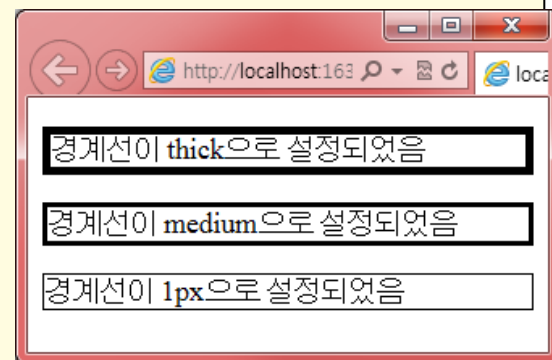 http://localhost:163
loca
경계선이 thick으로 설정되었음
경계선이 medium으로 설정되었음
경계선이 1px으로 설정되었음